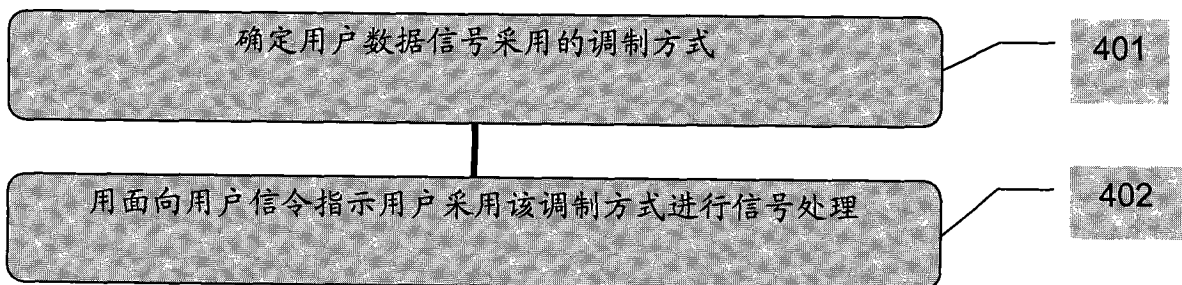 确定用户数据信号采用的调制方式
401
用面向用户信令指示用户采用该调制方式进行信号处理
402